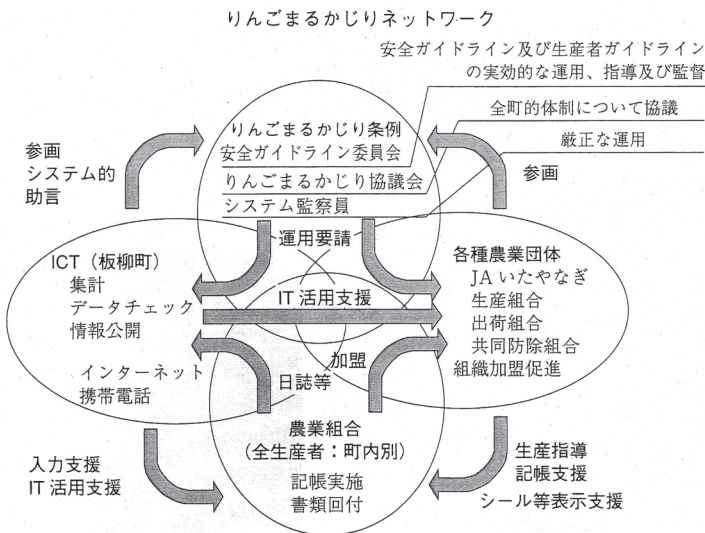 りんごまるかじりネットワーク
安全ガイドライン及び生産者ガイドライン
の実効的な運用、指導及び監督
全町的体制について協議
厳正な運用
りんごまるかじり条例
安全ガイドライン委員会
りんごまるかじり協議会
システム監察員
参画
システム的
助言
参画
運用要請
ICT(板柳町)
集計
データチェック
情報公開
インターネット
携帯電話
IT活用支援
各種農業団体
JAいたやなぎ
生産組合
出荷組合
共同防除組合
組織加盟促進
加盟
日誌等
農業組合
(全生産者:町内別)
記帳実施
書類回付
入力支援
IT活用支援
生産指導
記帳支援
シール等表示支援